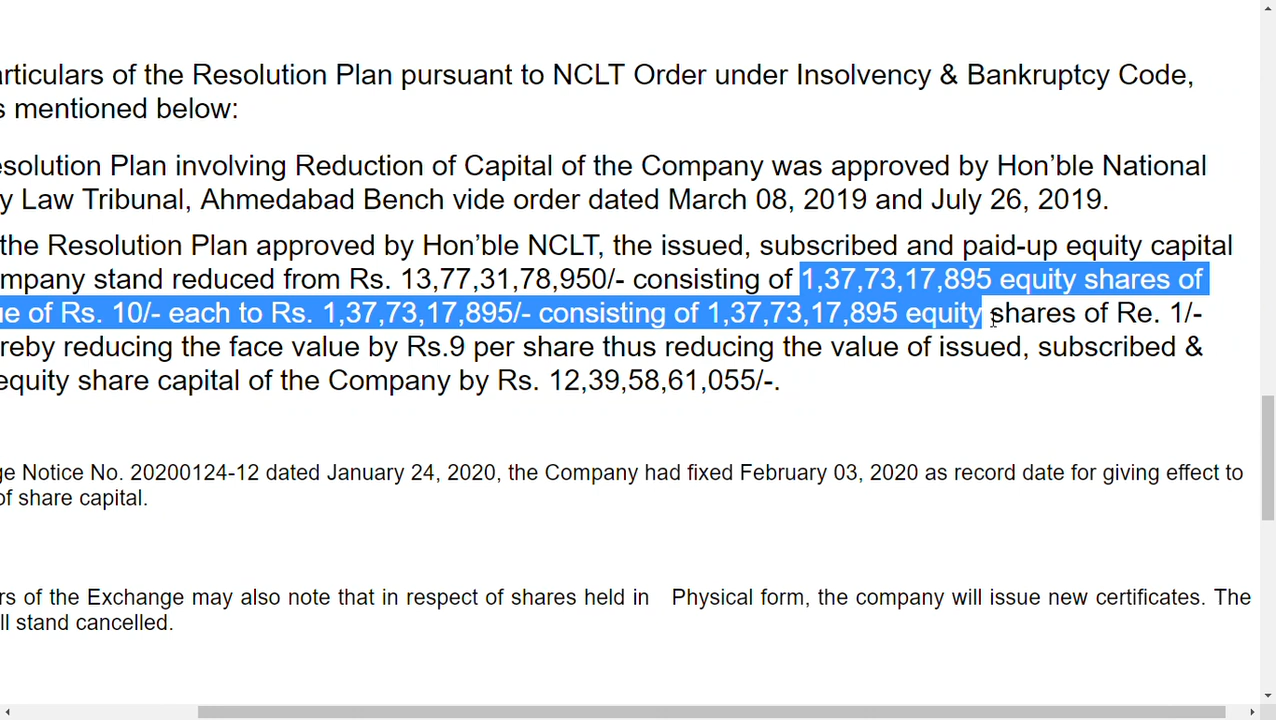 articulars of the Resolution Plan pursuant to NCLT Order under Insolvency & Bankruptcy Code,
s mentioned below:
esolution Plan involving Reduction of Capital of the Company was approved by Hon’ble National
y Law Tribunal, Ahmedabad Bench vide order dated March 08, 2019 and July 26, 2019.
the Resolution Plan approved by Hon’ble NCLT, the issued, subscribed and paid-up equity capital
ompany stand reduced from Rs. 13,77,31,78,950/- consisting of 1,37,73,17,895 equity shares of
ue of Rs. 10/- each to Rs. 1,37,73,17,895/- consisting of 1,37,73,17,895 equity shares of Re. 1/-
reby reducing the face value by Rs.9 per share thus reducing the value of issued, subscribed &
equity share capital of the Company by Rs. 12,39,58,61,055/-.
ge Notice No. 20200124-12 dated January 24, 2020, the Company had fixed February 03, 2020 as record date for giving effect to
of share capital.
rs of the Exchange may also note that in respect of shares held in Physical form, the company will issue new certificates. The
ll stand cancelled.